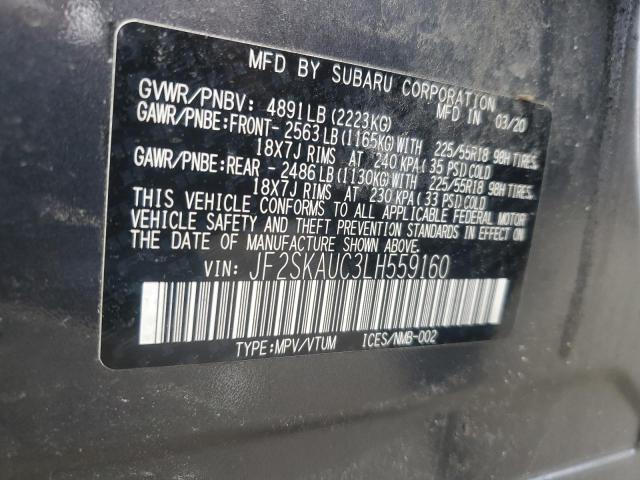 MFD BY SUBARU CORPORATION
GVWR/PNBV: 4891LB (2223KG) MFD IN 03/20
GAWR/PNBE:FRONT- 2563LB (1165KG) WITH 225/55R18 98H TIRES,
18X7J RIMS AT 240 KPA( 35 PSI) COLD
GAWR/PNBE:REAR - 2486LB (1130KG) WITH 225/55R18 98H TIRES,
18X7J RIMS AT 230 KPA( 33 PSI) COLD
THIS VEHICLE CONFORMS TO ALL APPLICABLE FEDERAL MOTOR
VEHICLE SAFETY AND THEFT PREVENTION STANDARDS IN EFFECT ON
THE DATE OF MANUFACTURE SHOWN ABOVE.
VIN: JF2SKAUC3LH559160
TYPE:MPV/VTUM ICES/NMB-002